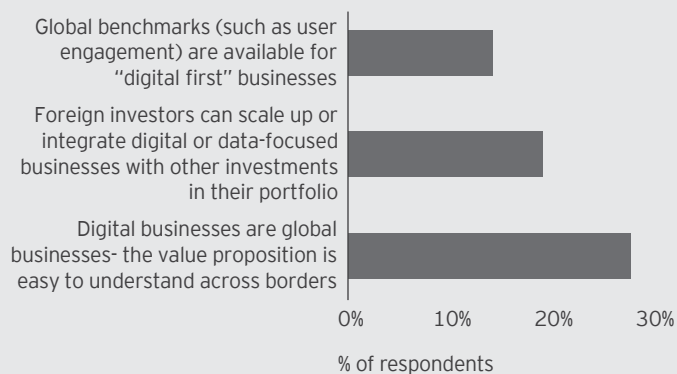 Global benchmarks (such as user
engagement) are available for
“digital first” businesses
Foreign investors can scale up or
integrate digital or data-focused
businesses with other investments
in their portfolio
Digital businesses are global
businesses- the value proposition is
easy to understand across borders
0% 10% 20% 30%
% of respondents